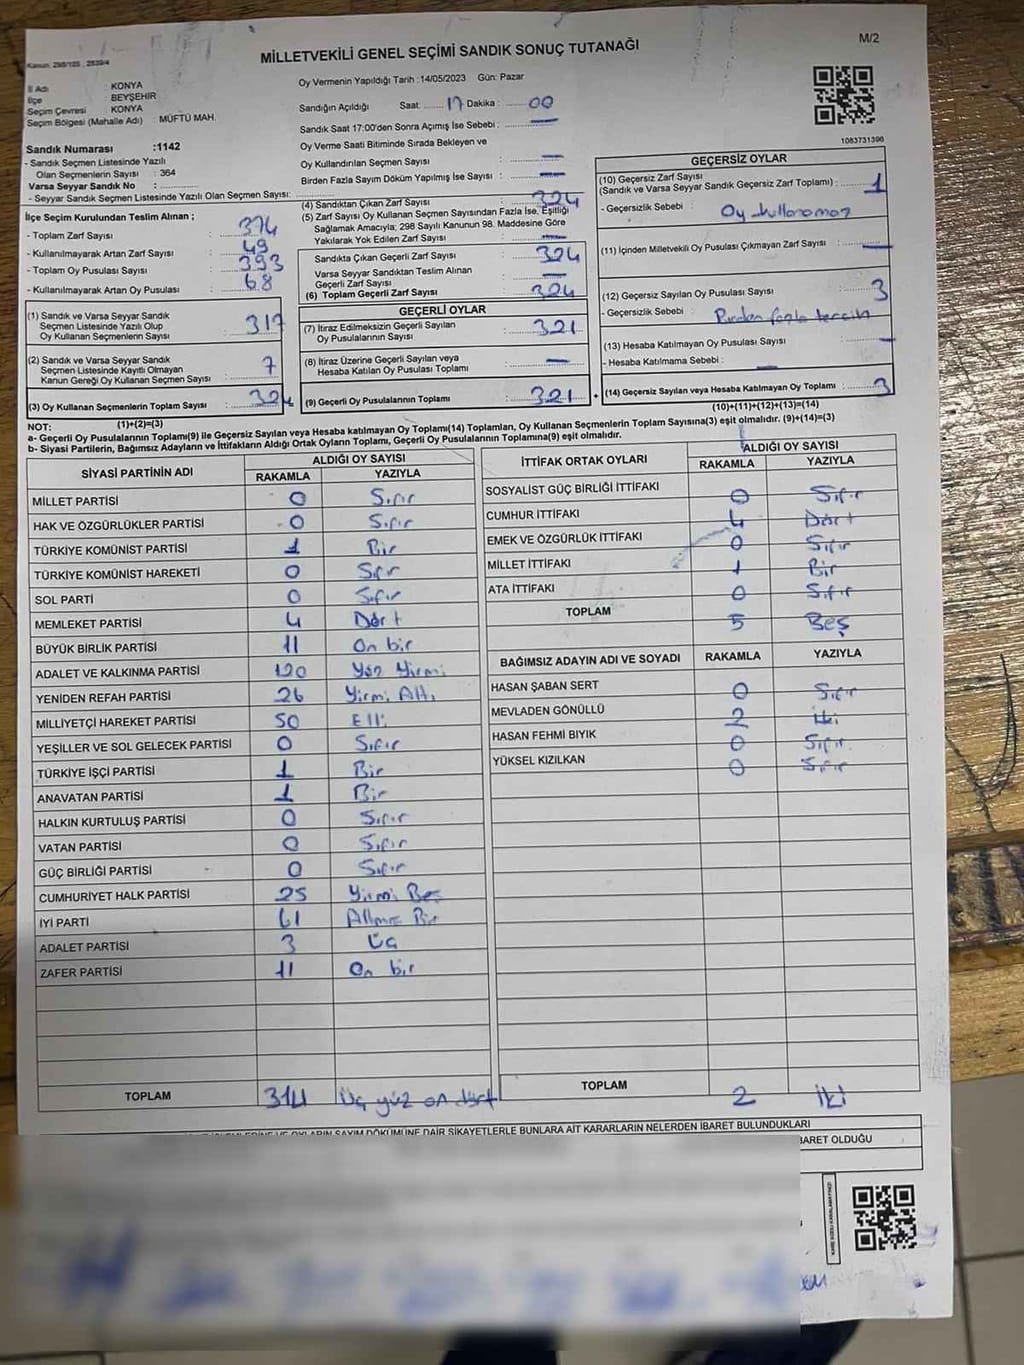 Kanun: 298/105 , 2839/4
MİLLETVEKİLİ GENEL SEÇİMİ SANDIK SONUÇ TUTANAĞI
M/2
İl Adı KONYA
İlçe BEYŞEHİR
Seçim Çevresi KONYA
Seçim Bölgesi (Mahalle Adı) MÜFTÜ MAH.
Sandık Numarası :1142
- Sandık Seçmen Listesinde Yazılı
Olan Seçmenlerin Sayısı : 364
Varsa Seyyar Sandık No :
- Seyyar Sandık Seçmen Listesinde Yazılı Olan Seçmen Sayısı:
İlçe Seçim Kurulundan Teslim Alınan ;
- Toplam Zarf Sayısı : 374
- Kullanılmayarak Artan Zarf Sayısı : 49
- Toplam Oy Pusulası Sayısı : 393
- Kullanılmayarak Artan Oy Pusulası : 68
(1) Sandık ve Varsa Seyyar Sandık
Seçmen Listesinde Yazılı Olup
Oy Kullanan Seçmenlerin Sayısı : 317
(2) Sandık ve Varsa Seyyar Sandık
Seçmen Listesinde Kayıtlı Olmayan
Kanun Gereği Oy Kullanan Seçmen Sayısı : 7
(3) Oy Kullanan Seçmenlerin Toplam Sayısı : 324
(1)+(2)=(3)
Oy Vermenin Yapıldığı Tarih :14/05/2023 Gün: Pazar
Sandığın Açıldığı Saat: 17 Dakika : 00
Sandık Saat 17:00'den Sonra Açımış İse Sebebi : —
Oy Verme Saati Bitiminde Sırada Bekleyen ve
Oy Kullandırılan Seçmen Sayısı —
Birden Fazla Sayım Döküm Yapılmış İse Sayısı : —
(4) Sandıktan Çıkan Zarf Sayısı : 324
(5) Zarf Sayısı Oy Kullanan Seçmen Sayısından Fazla İse, Eşitliği
Sağlamak Amacıyla, 298 Sayılı Kanunun 98. Maddesine Göre
Yakılarak Yok Edilen Zarf Sayısı : —
Sandıkta Çıkan Geçerli Zarf Sayısı : 324
Varsa Seyyar Sandıktan Teslim Alınan
Geçerli Zarf Sayısı : —
(6) Toplam Geçerli Zarf Sayısı : 324
GEÇERLİ OYLAR
(7) İtiraz Edilmeksizin Geçerli Sayılan
Oy Pusulalarının Sayısı : 321
(8) İtiraz Üzerine Geçerli Sayılan veya
Hesaba Katılan Oy Pusulası Toplamı : —
(9) Geçerli Oy Pusulalarının Toplamı : 321
1083731396
GEÇERSİZ OYLAR
(10) Geçersiz Zarf Sayısı
(Sandık ve Varsa Seyyar Sandık Geçersiz Zarf Toplamı) : 1
- Geçersizlik Sebebi :
(11) İçinden Milletvekili Oy Pusulası Çıkmayan Zarf Sayısı : —
(12) Geçersiz Sayılan Oy Pusulası Sayısı : 3
- Geçersizlik Sebebi : Birden fazla tercih
(13) Hesaba Katılmayan Oy Pusulası Sayısı : —
- Hesaba Katılmama Sebebi : —
(14) Geçersiz Sayılan veya Hesaba Katılmayan Oy Toplamı : 3
(10)+(11)+(12)+(13)=(14)
NOT:
a- Geçerli Oy Pusulalarının Toplamı(9) ile Geçersiz Sayılan veya Hesaba katılmayan Oy Toplamı(14) Toplamları, Oy Kullanan Seçmenlerin Toplam Sayısına(3) eşit olmalıdır. (9)+(14)=(3)
b- Siyasi Partilerin, Bağımsız Adayların ve İttifakların Aldığı Ortak Oyların Toplamı, Geçerli Oy Pusulalarının Toplamına(9) eşit olmalıdır.
SİYASİ PARTİNİN ADI ALDIĞI OY SAYISI
RAKAMLA YAZIYLA
MİLLET PARTİSİ 0 Sıfır
HAK VE ÖZGÜRLÜKLER PARTİSİ 0 Sıfır
TÜRKİYE KOMÜNİST PARTİSİ 1 Bir
TÜRKİYE KOMÜNİST HAREKETİ 0 Sıfır
SOL PARTİ 0 Sıfır
MEMLEKET PARTİSİ 4 Dört
BÜYÜK BİRLİK PARTİSİ 11 On bir
ADALET VE KALKINMA PARTİSİ 120 Yüz Yirmi
YENİDEN REFAH PARTİSİ 26 Yirmi Altı
MİLLİYETÇİ HAREKET PARTİSİ 50 Elli
YEŞİLLER VE SOL GELECEK PARTİSİ 0 Sıfır
TÜRKİYE İŞÇİ PARTİSİ 1 Bir
ANAVATAN PARTİSİ 1 Bir
HALKIN KURTULUŞ PARTİSİ 0 Sıfır
VATAN PARTİSİ 0 Sıfır
GÜÇ BİRLİĞİ PARTİSİ 0 Sıfır
CUMHURİYET HALK PARTİSİ 25 Yirmi Beş
İYİ PARTİ 61 Altmış Bir
ADALET PARTİSİ 3 Üç
ZAFER PARTİSİ 11 On bir
TOPLAM 314 Üç yüz on dört
İTTİFAK ORTAK OYLARI ALDIĞI OY SAYISI
RAKAMLA YAZIYLA
SOSYALİST GÜÇ BİRLİĞİ İTTİFAKI 0 Sıfır
CUMHUR İTTİFAKI 4 Dört
EMEK VE ÖZGÜRLÜK İTTİFAKI 0 Sıfır
MİLLET İTTİFAKI 1 Bir
ATA İTTİFAKI 0 Sıfır
TOPLAM 5 Beş
BAĞIMSIZ ADAYIN ADI VE SOYADI RAKAMLA YAZIYLA
HASAN ŞABAN SERT 0 Sıfır
MEVLADEN GÖNÜLLÜ 2 İki
HASAN FEHMİ BIYIK 0 Sıfır
YÜKSEL KIZILKAN 0 Sıfır
TOPLAM 2 İki
OYLARIN SAYIM DÖKÜMÜNE DAİR ŞİKAYETLERLE BUNLARA AİT KARARLARIN NELERDEN İBARET BULUNDUKLARI
İBARET OLDUĞU